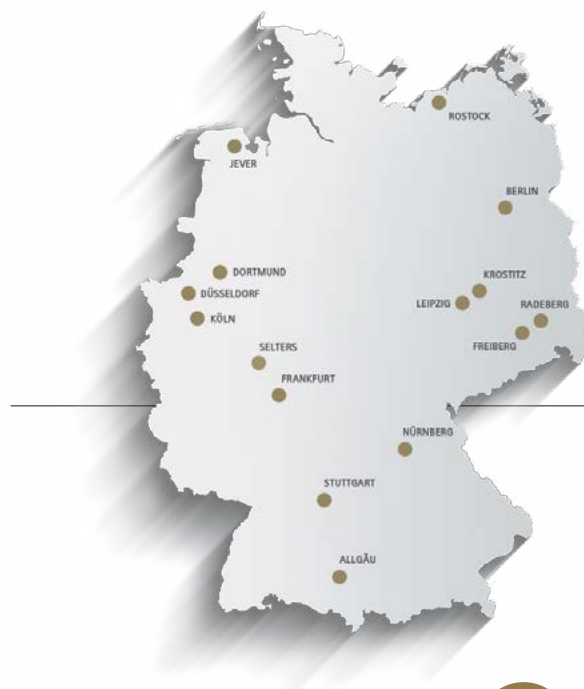 ROSTOCK
JEVER
BERLIN
DORTMUND
KROSTITZ
DÜSSELDORF
LEIPZIG
RADEBERG
KÖLN
FREIBERG
SELTERS
FRANKFURT
NÜRNBERG
STUTTGART
ALLGÄU